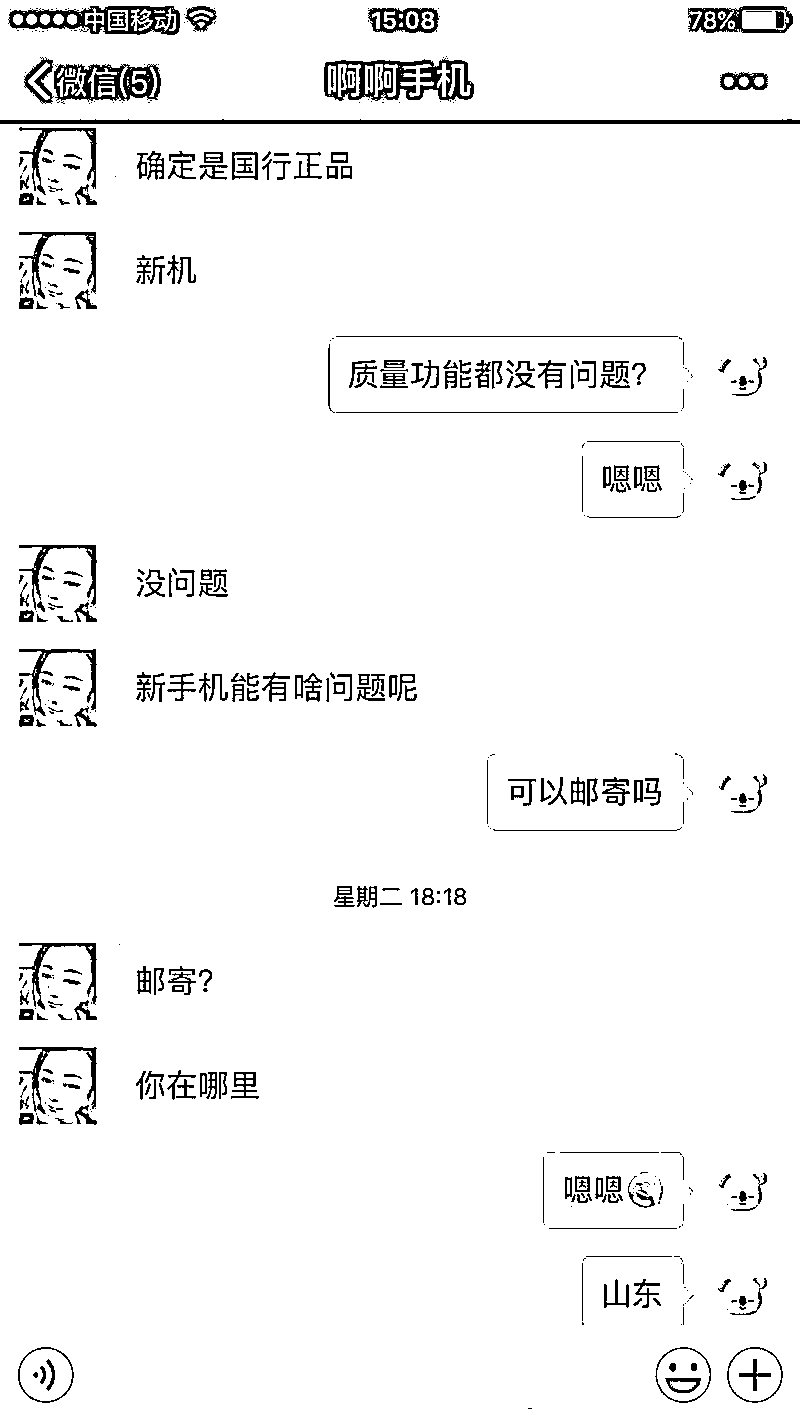 中国移动 15:08 78%
微信(5) 啊啊手机
确定是国行正品
新机
质量功能都没有问题?
嗯嗯
没问题
新手机能有啥问题呢
可以邮寄吗
星期二 18:18
邮寄?
你在哪里
嗯嗯
山东